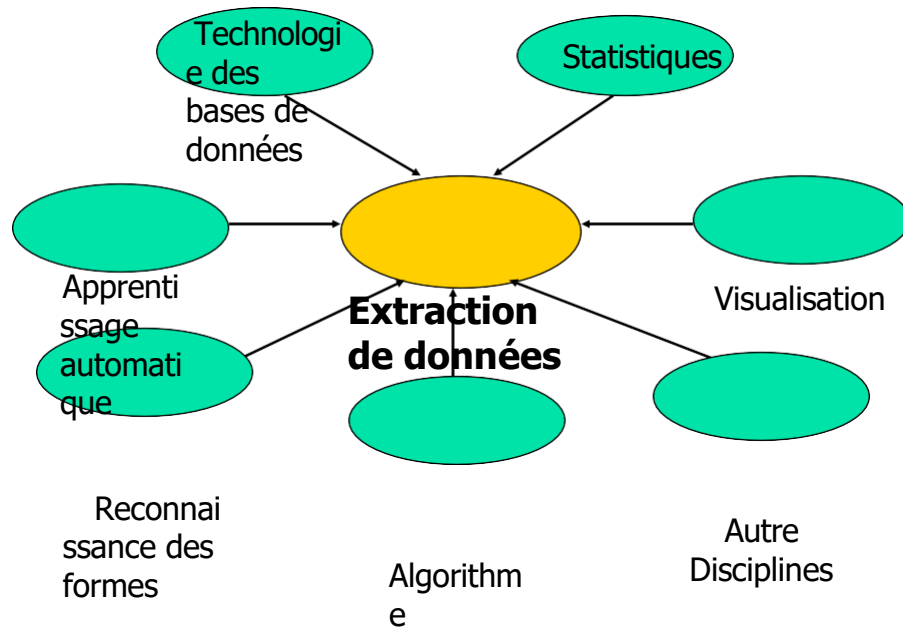 Technologi
e des
bases de
données
Statistiques
Apprenti
ssage
automati
que
Extraction
de données
Visualisation
Reconnai
ssance des
formes
Algorithm
e
Autre
Disciplines